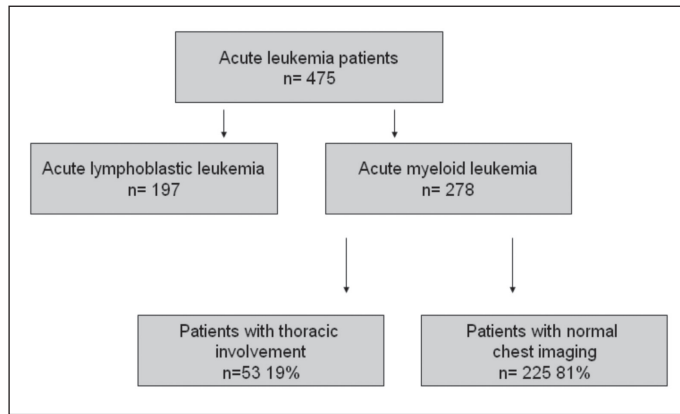 Acute leukemia patients
n= 475
Acute lymphoblastic leukemia
n= 197
Acute myeloid leukemia
n= 278
Patients with thoracic
involvement
n=53 19%
Patients with normal
chest imaging
n= 225 81%